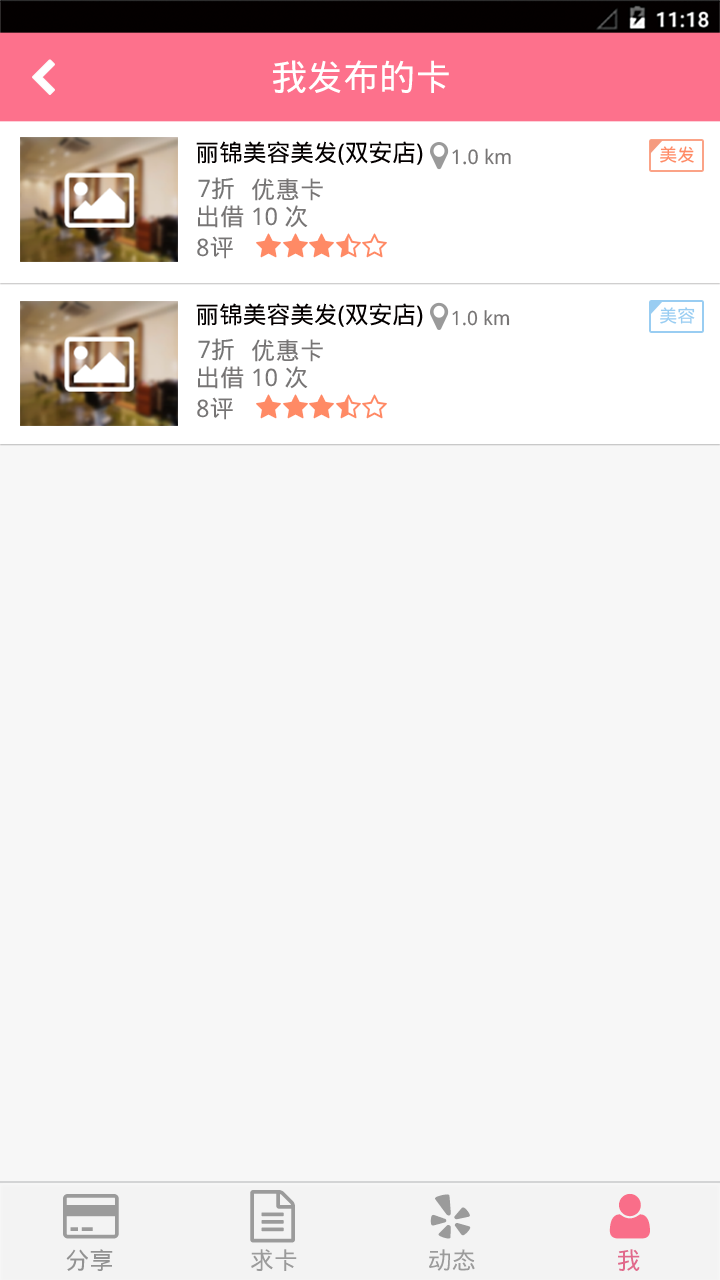 11:18
我发布的卡
丽锦美容美发(双安店) 1.0 km 美发
7折 优惠卡
出借 10 次
8评
丽锦美容美发(双安店) 1.0 km 美容
7折 优惠卡
出借 10 次
8评
分享 求卡 动态 我